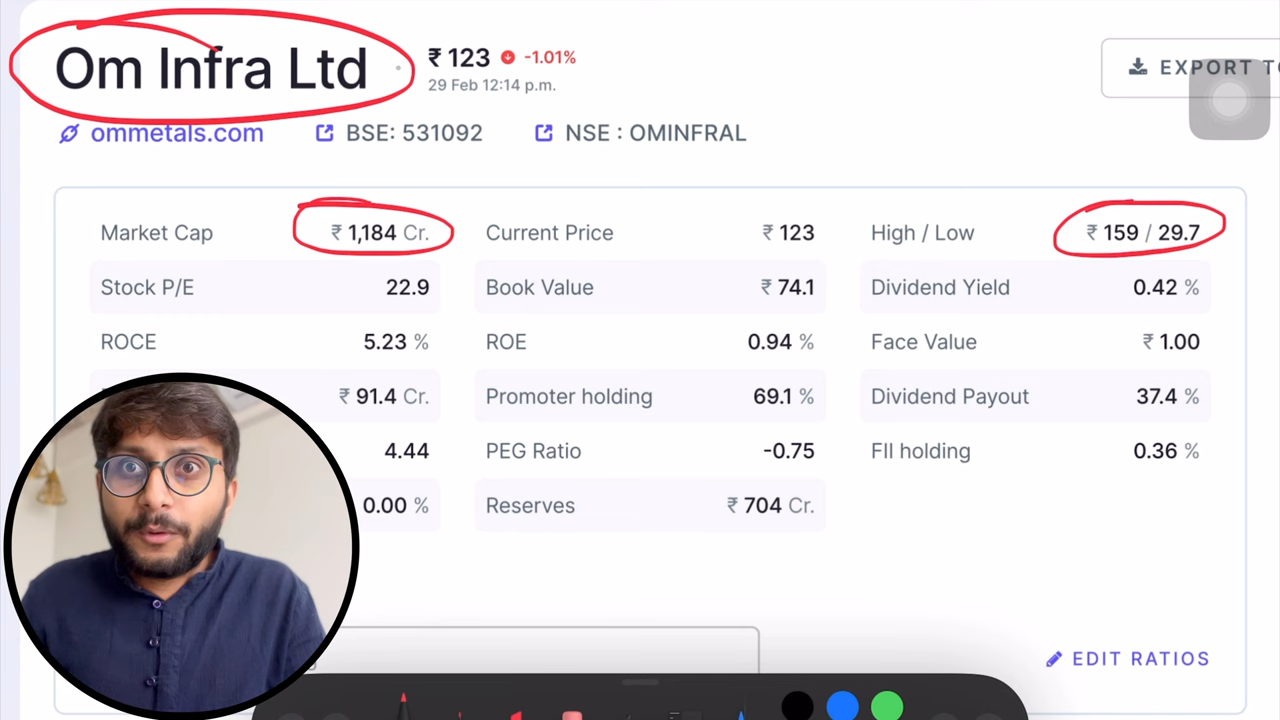 Om Infra Ltd
₹ 123 -1.01%
29 Feb 12:14 p.m.
EXPORT
ommetals.com BSE: 531092 NSE : OMINFRAL
Market Cap ₹ 1,184 Cr. Current Price ₹ 123 High / Low ₹ 159 / 29.7
Stock P/E 22.9 Book Value ₹ 74.1 Dividend Yield 0.42 %
ROCE 5.23 % ROE 0.94 % Face Value ₹ 1.00
₹ 91.4 Cr. Promoter holding 69.1 % Dividend Payout 37.4 %
4.44 PEG Ratio -0.75 FII holding 0.36 %
0.00 % Reserves ₹ 704 Cr.
EDIT RATIOS